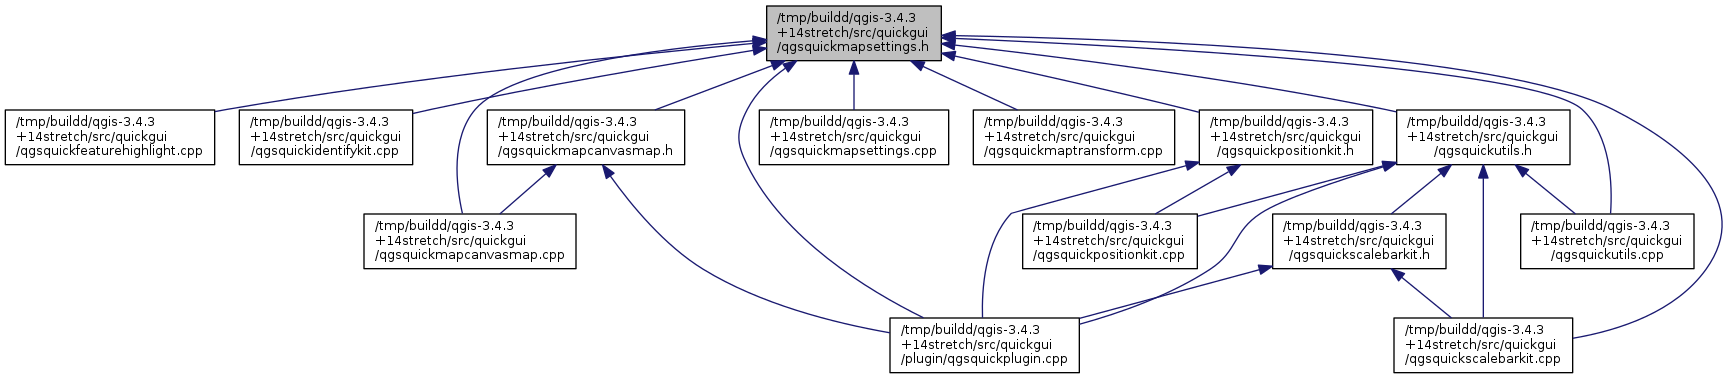 /tmp/buildd/qgis-3.4.3
+14stretch/src/quickgui
/qgsquickmapsettings.h
/tmp/buildd/qgis-3.4.3
+14stretch/src/quickgui
/qgsquickfeaturehighlight.cpp
/tmp/buildd/qgis-3.4.3
+14stretch/src/quickgui
/qgsquickidentifykit.cpp
/tmp/buildd/qgis-3.4.3
+14stretch/src/quickgui
/qgsquickmapcanvasmap.h
/tmp/buildd/qgis-3.4.3
+14stretch/src/quickgui
/qgsquickmapsettings.cpp
/tmp/buildd/qgis-3.4.3
+14stretch/src/quickgui
/qgsquickmaptransform.cpp
/tmp/buildd/qgis-3.4.3
+14stretch/src/quickgui
/qgsquickpositionkit.h
/tmp/buildd/qgis-3.4.3
+14stretch/src/quickgui
/qgsquickutils.h
/tmp/buildd/qgis-3.4.3
+14stretch/src/quickgui
/qgsquickmapcanvasmap.cpp
/tmp/buildd/qgis-3.4.3
+14stretch/src/quickgui
/qgsquickpositionkit.cpp
/tmp/buildd/qgis-3.4.3
+14stretch/src/quickgui
/qgsquickscalebarkit.h
/tmp/buildd/qgis-3.4.3
+14stretch/src/quickgui
/qgsquickutils.cpp
/tmp/buildd/qgis-3.4.3
+14stretch/src/quickgui
/plugin/qgsquickplugin.cpp
/tmp/buildd/qgis-3.4.3
+14stretch/src/quickgui
/qgsquickscalebarkit.cpp